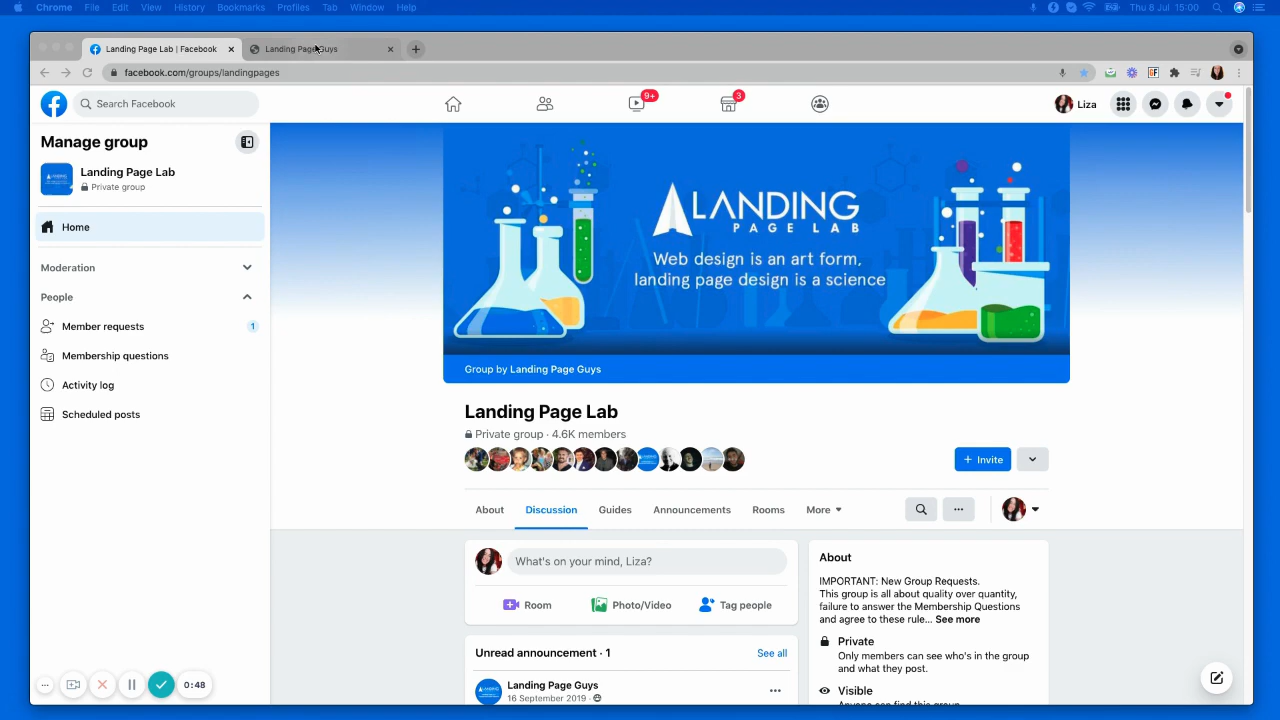 Chrome File Edit View History Bookmarks Profiles Tab Window Help Thu 8 Jul 15:00
Landing Page Lab | Facebook Landing Page Guys
facebook.com/groups/landingpages
Search Facebook 9+ 3 Liza
Manage group
Landing Page Lab
Private group
Home
Moderation
People
Member requests 1
Membership questions
Activity log
Scheduled posts
LANDING
PAGE LAB
Web design is an art form,
landing page design is a science
Group by Landing Page Guys
Landing Page Lab
Private group · 4.6K members
+ Invite
About Discussion Guides Announcements Rooms More
What's on your mind, Liza?
Room Photo/Video Tag people
Unread announcement · 1 See all
Landing Page Guys
16 September 2019 ·
About
IMPORTANT: New Group Requests.
This group is all about quality over quantity,
failure to answer the Membership Questions
and agree to these rule... See more
Private
Only members can see who's in the group
and what they post.
Visible
Anyone can find this group.
0:48